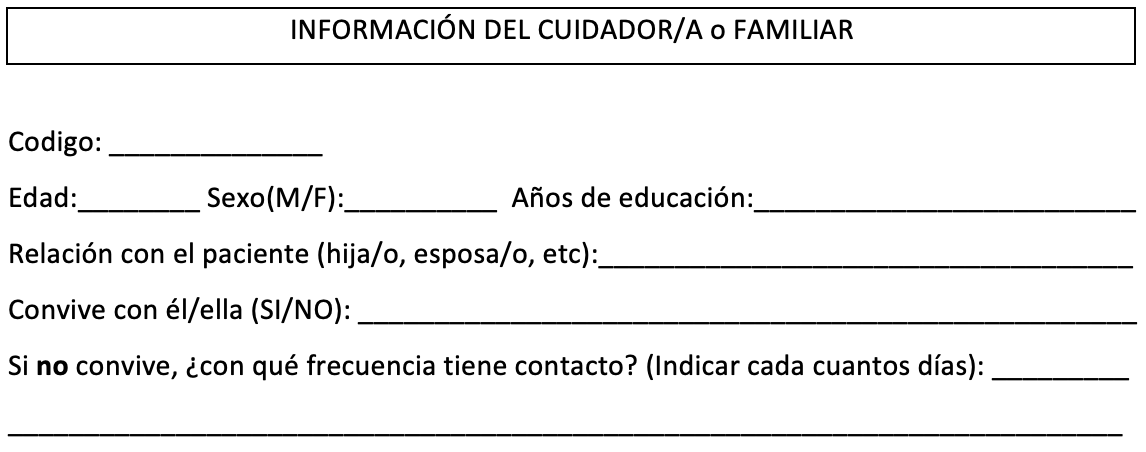 INFORMACIÓN DEL CUIDADOR/A o FAMILIAR
Codigo: ______________
Edad:________ Sexo(M/F):__________ Años de educación:_________________________
Relación con el paciente (hija/o, esposa/o, etc):___________________________________
Convive con él/ella (SI/NO): ___________________________________________________
Si no convive, ¿con qué frecuencia tiene contacto? (Indicar cada cuantos días): _________
_________________________________________________________________________